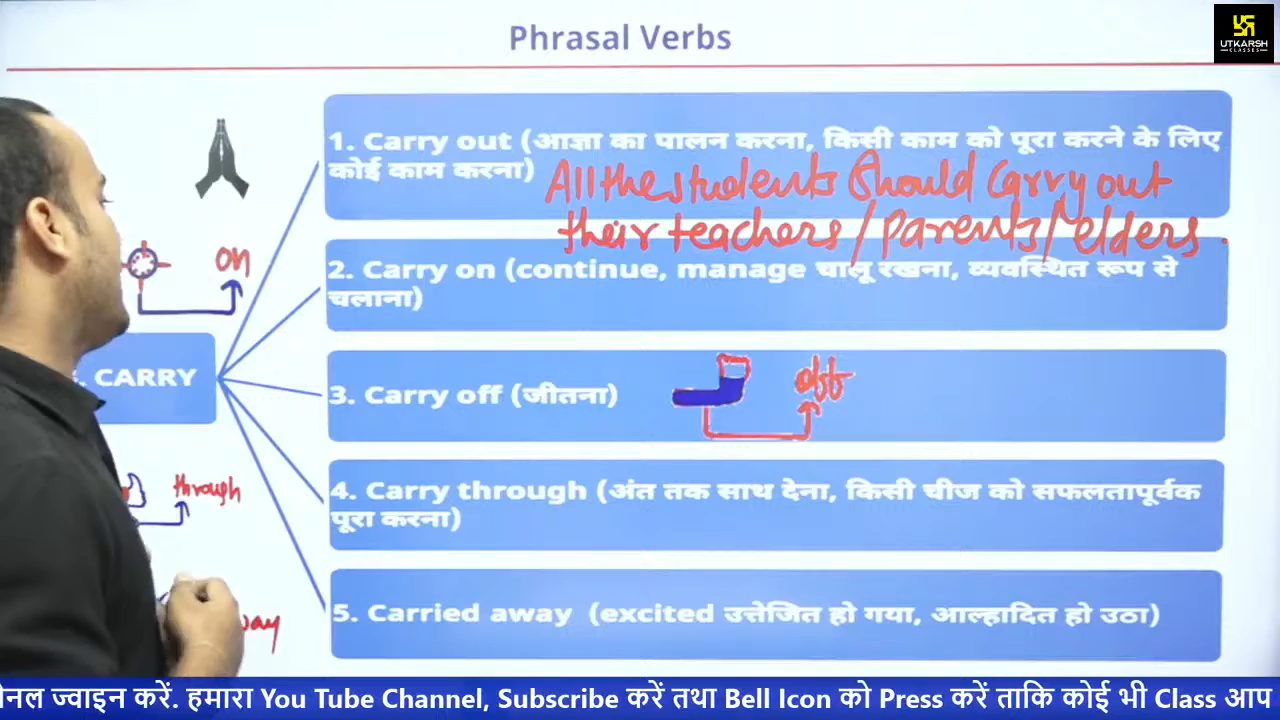 Phrasal Verbs
UTKARSH
CLASSES
1. Carry out (आज्ञा का पालन करना, किसी काम को पूरा करने के लिए
कोई काम करना)
All the students should carry out
their teachers / parents / elders.
on
2. Carry on (continue, manage चालू रखना, व्यवस्थित रूप से
चलाना)
CARRY
3. Carry off (जीतना)
off
4. Carry through (अंत तक साथ देना, किसी चीज को सफलतापूर्वक
पूरा करना)
through
5. Carried away (excited उत्तेजित हो गया, आल्हादित हो उठा)
ज्वाइन करें. हमारा You Tube Channel, Subscribe करें तथा Bell Icon को Press करें ताकि कोई भी Class आप